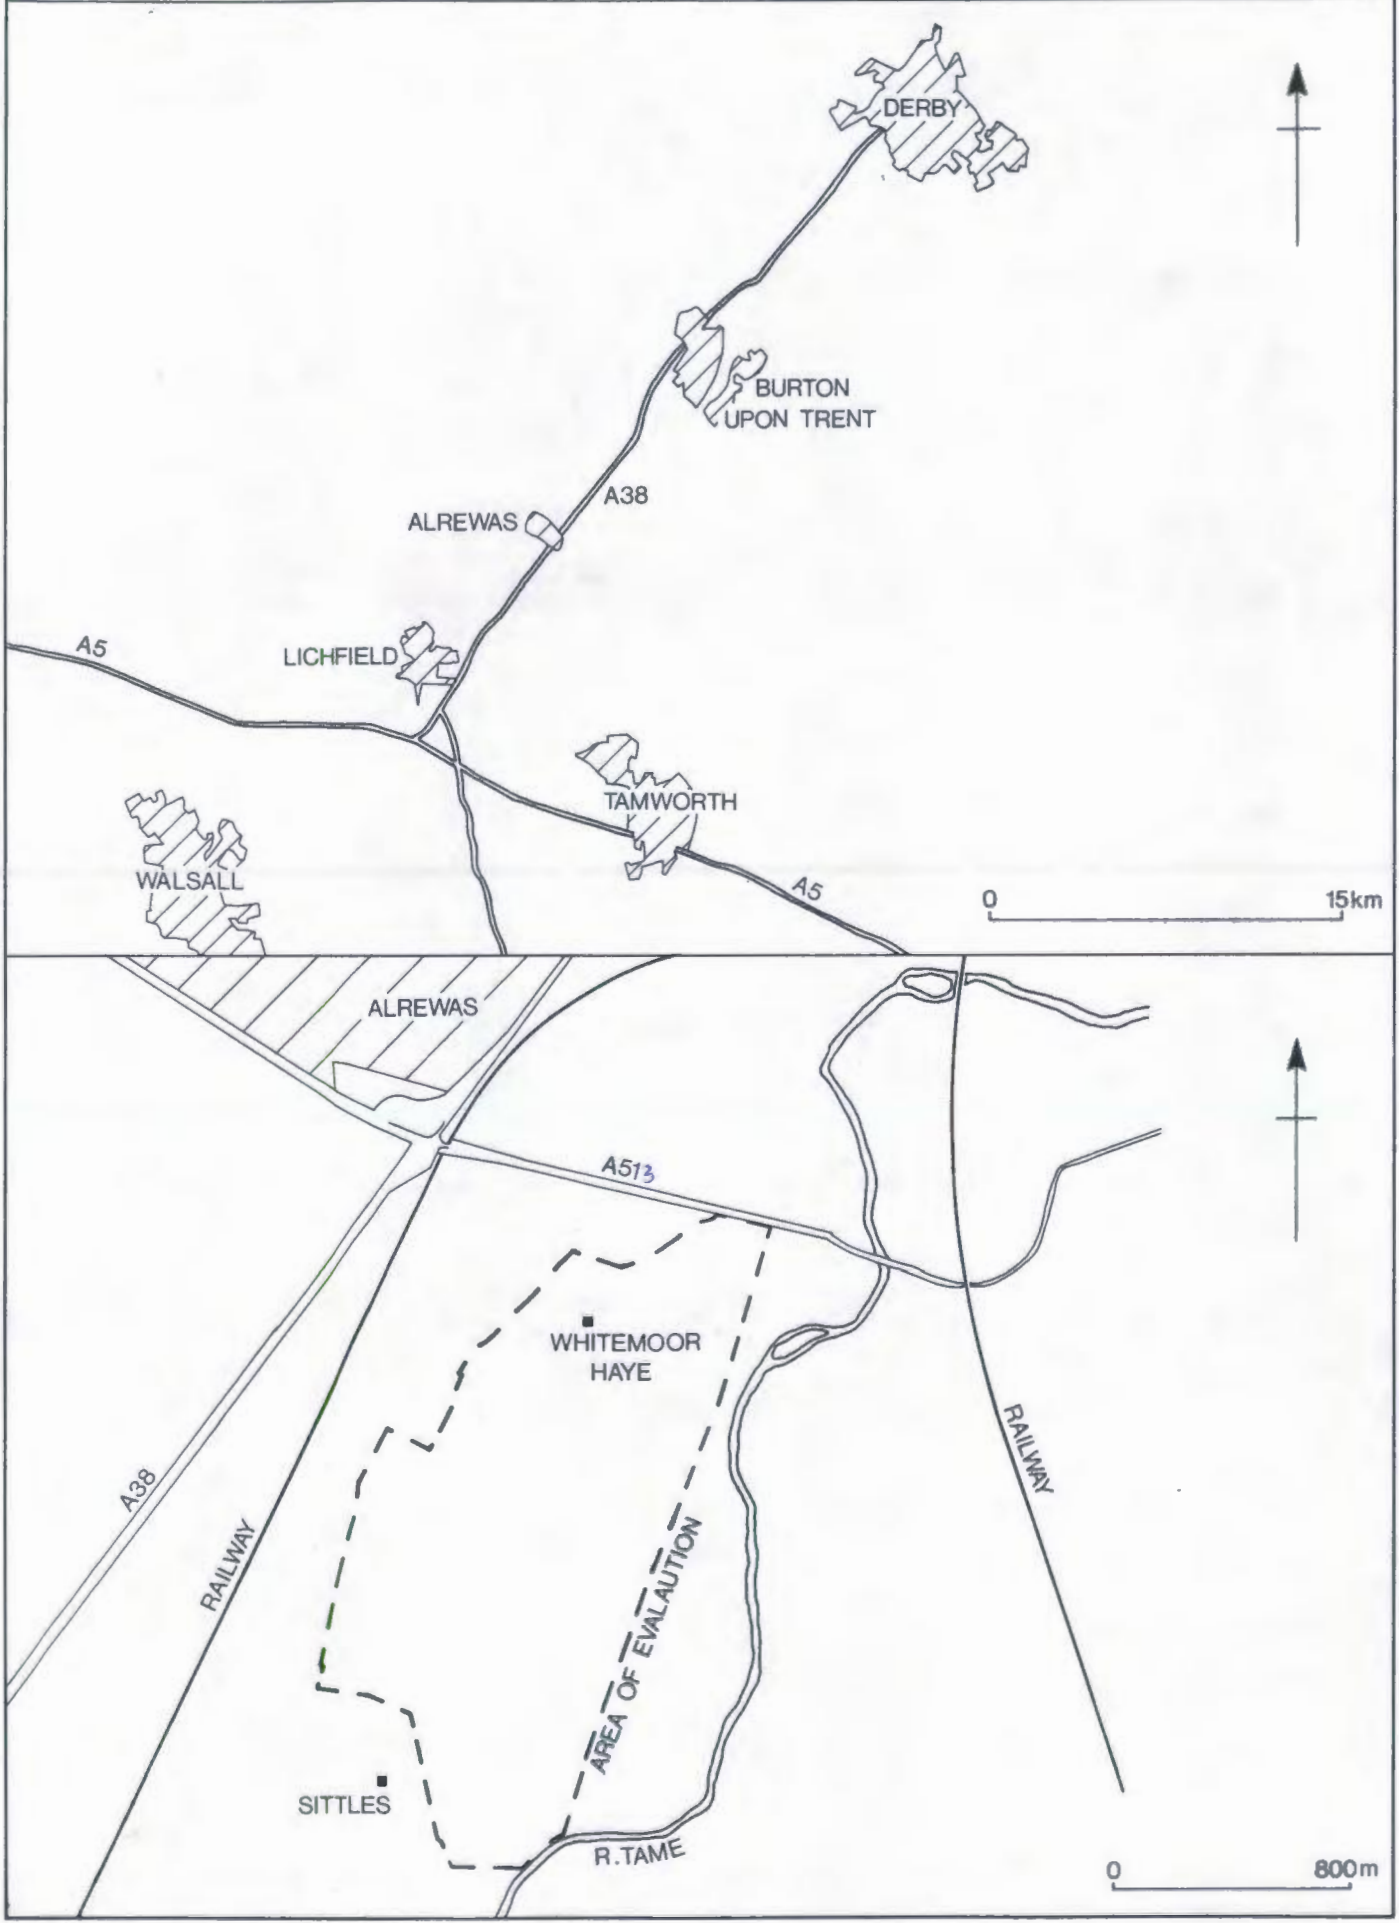 DERBY
BURTON
UPON TRENT
A38
ALREWAS
LICHFIELD
A5
TAMWORTH
WALSALL
A5
0 15km
ALREWAS
A513
WHITEMOOR
HAYE
RAILWAY
A38
RAILWAY
AREA OF EVALAUTION
SITTLES
R.TAME
0 800m